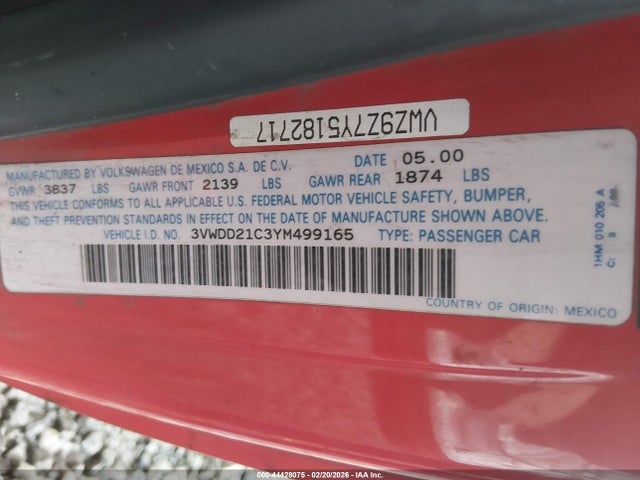 VWZ9Z7Y5182717
MANUFACTURED BY VOLKSWAGEN DE MEXICO S.A. DE C.V. DATE 05.00
GVWR 3837 LBS GAWR FRONT 2139 LBS GAWR REAR 1874 LBS
THIS VEHICLE CONFORMS TO ALL APPLICABLE U.S. FEDERAL MOTOR VEHICLE SAFETY, BUMPER,
AND THEFT PREVENTION STANDARDS IN EFFECT ON THE DATE OF MANUFACTURE SHOWN ABOVE.
VEHICLE I.D. NO. 3VWDD21C3YM499165 TYPE: PASSENGER CAR
COUNTRY OF ORIGIN: MEXICO
1HM 010 205 A
C: 8
000-44428075 — 02/20/2026 — IAA Inc.